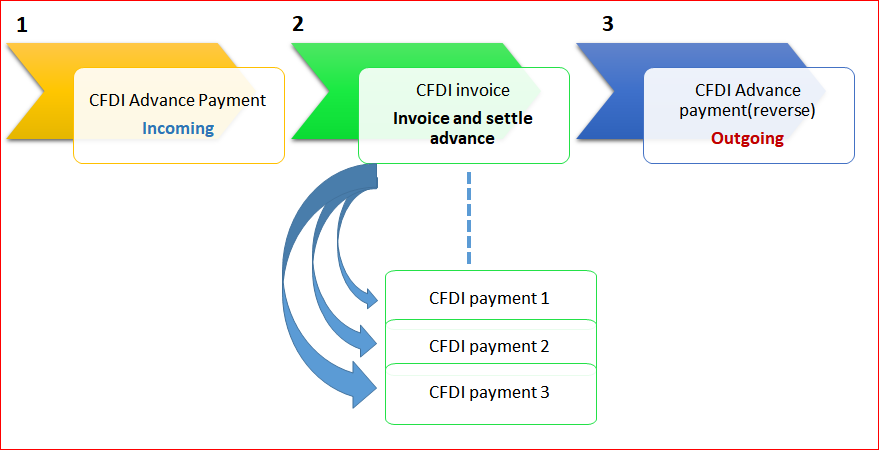 1
2
3
CFDI Advance Payment
Incoming
CFDI invoice
Invoice and settle
advance
CFDI Advance
payment(reverse)
Outgoing
CFDI payment 1
CFDI payment 2
CFDI payment 3